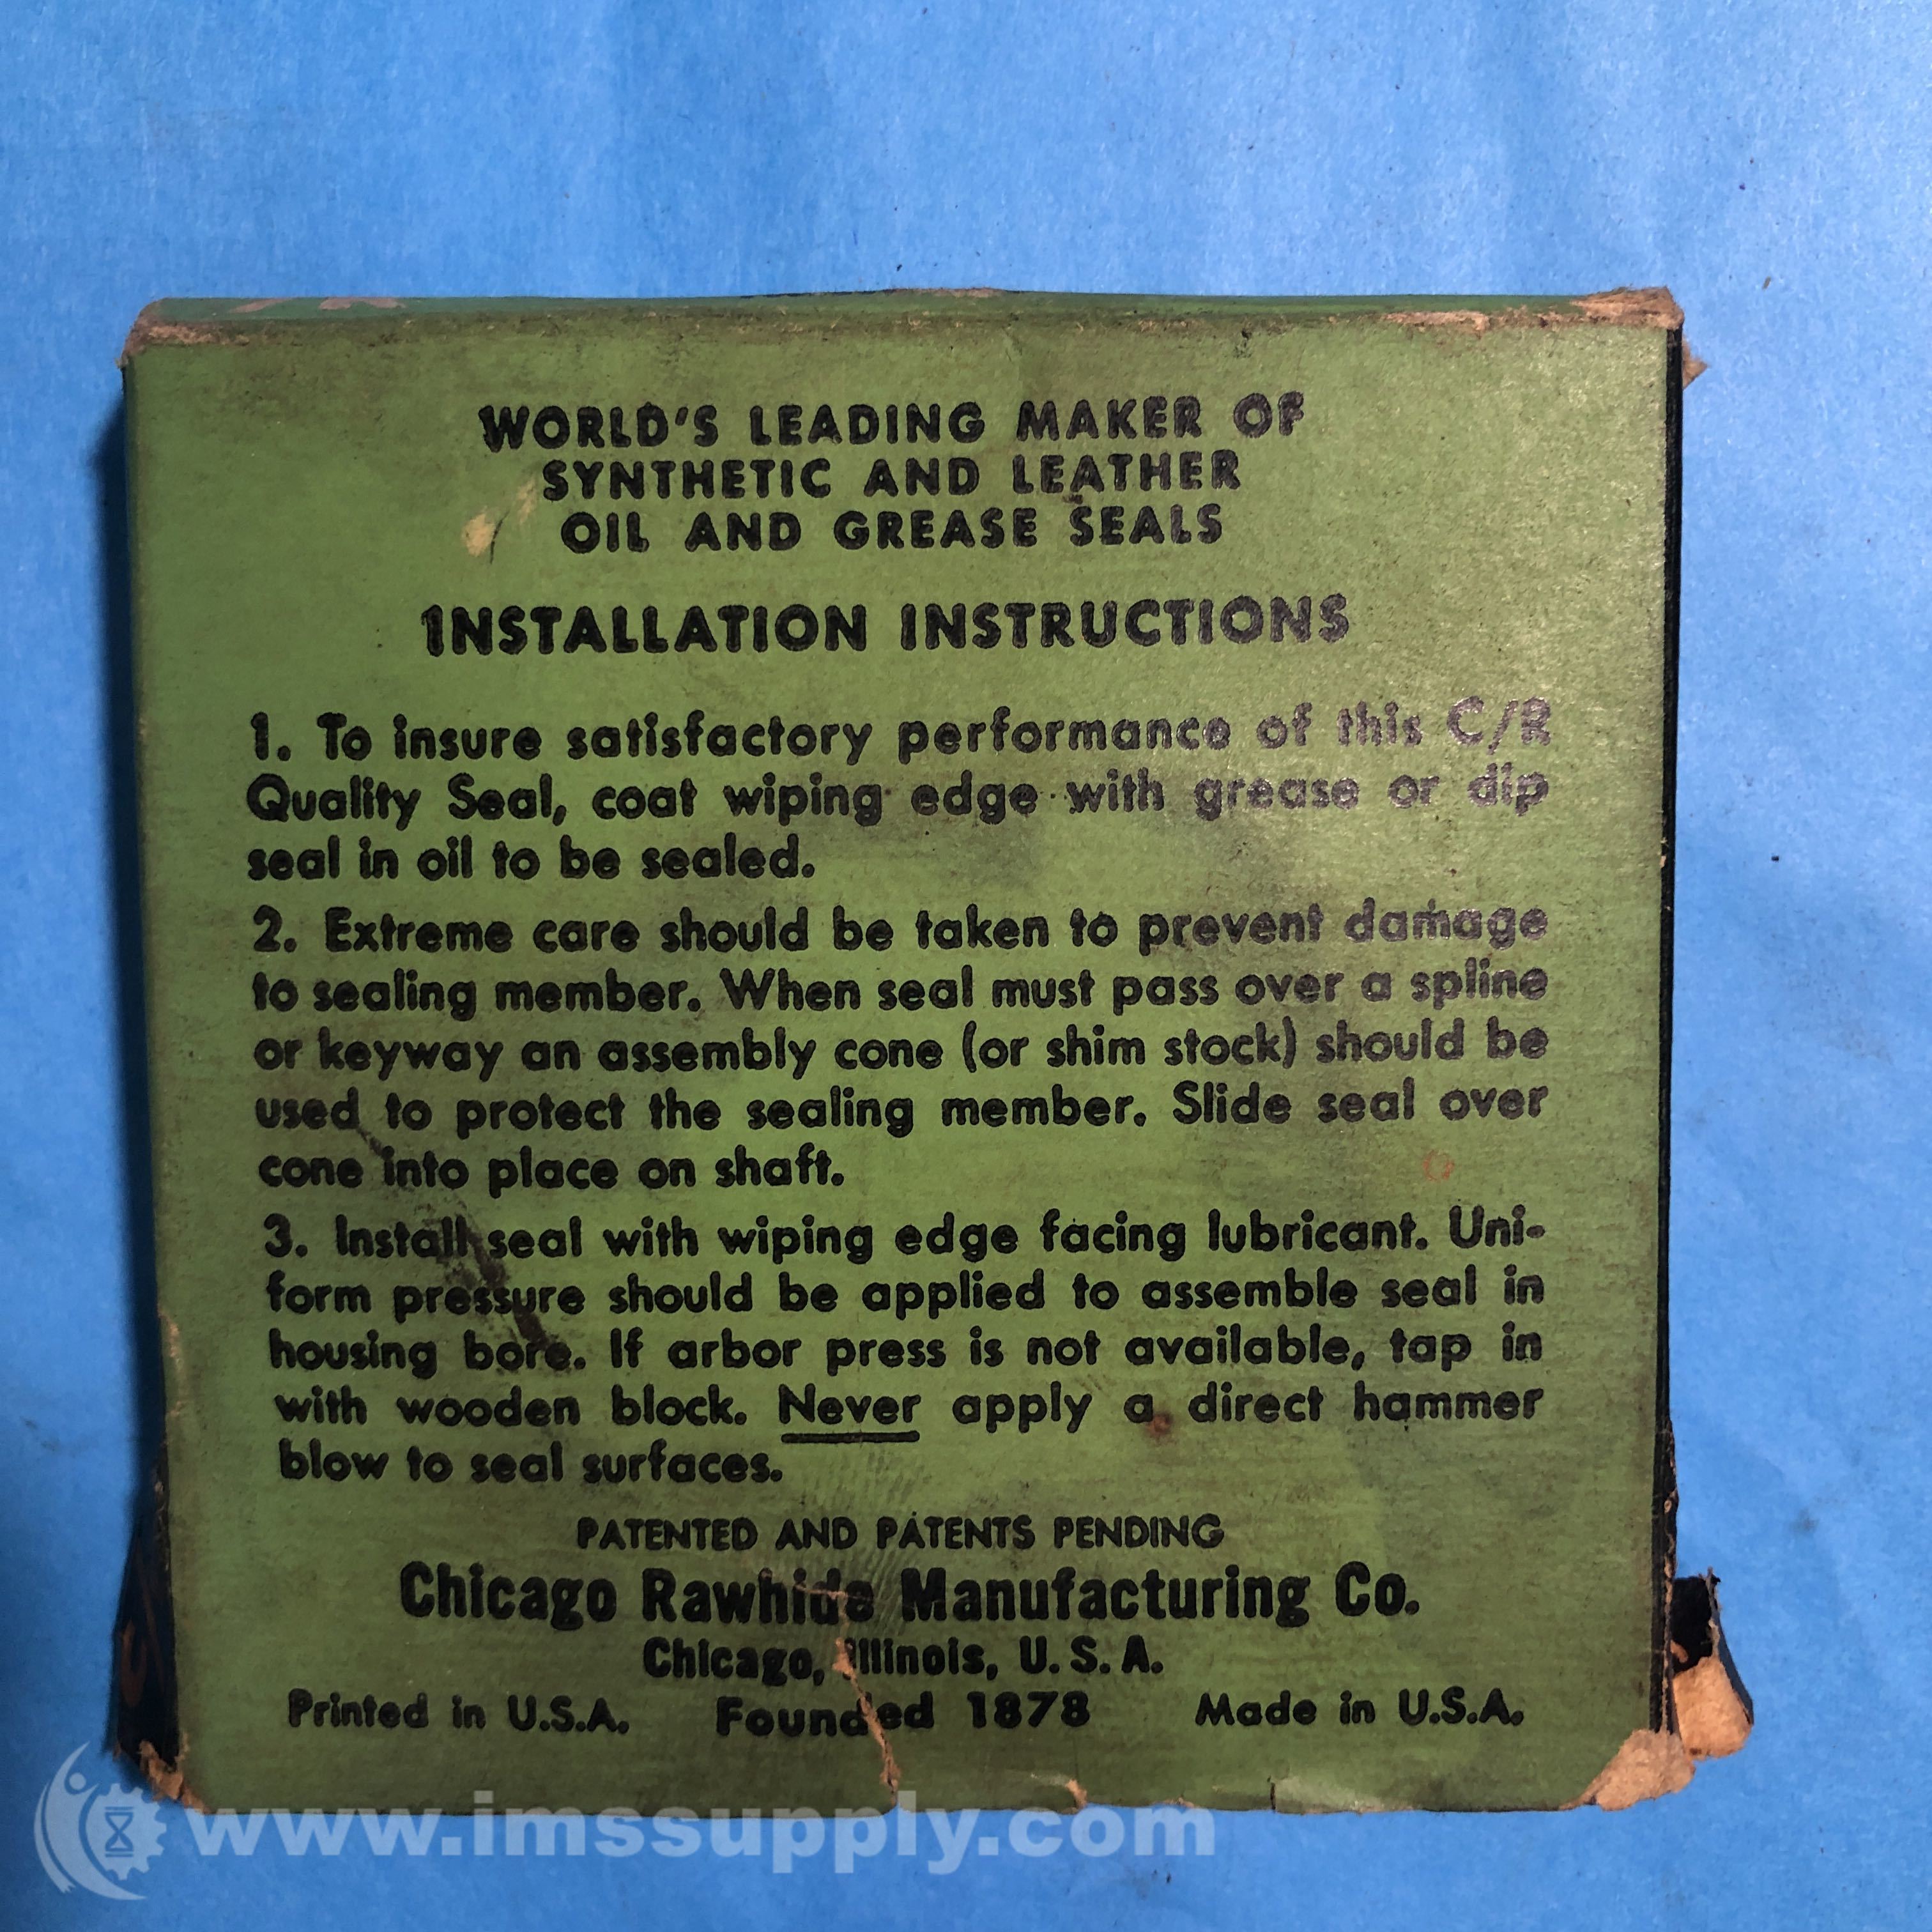 WORLD'S LEADING MAKER OF
SYNTHETIC AND LEATHER
OIL AND GREASE SEALS
INSTALLATION INSTRUCTIONS
1. To insure satisfactory performance of this C/R
Quality Seal, coat wiping edge with grease or dip
seal in oil to be sealed.
2. Extreme care should be taken to prevent damage
to sealing member. When seal must pass over a spline
or keyway an assembly cone (or shim stock) should be
used to protect the sealing member. Slide seal over
cone into place on shaft.
3. Install seal with wiping edge facing lubricant. Uni-
form pressure should be applied to assemble seal in
housing bore. If arbor press is not available, tap in
with wooden block. Never apply a direct hammer
blow to seal surfaces.
PATENTED AND PATENTS PENDING
Chicago Rawhide Manufacturing Co.
Chicago, Illinois, U.S.A.
Printed in U.S.A. Founded 1878 Made in U.S.A.
www.imssupply.com